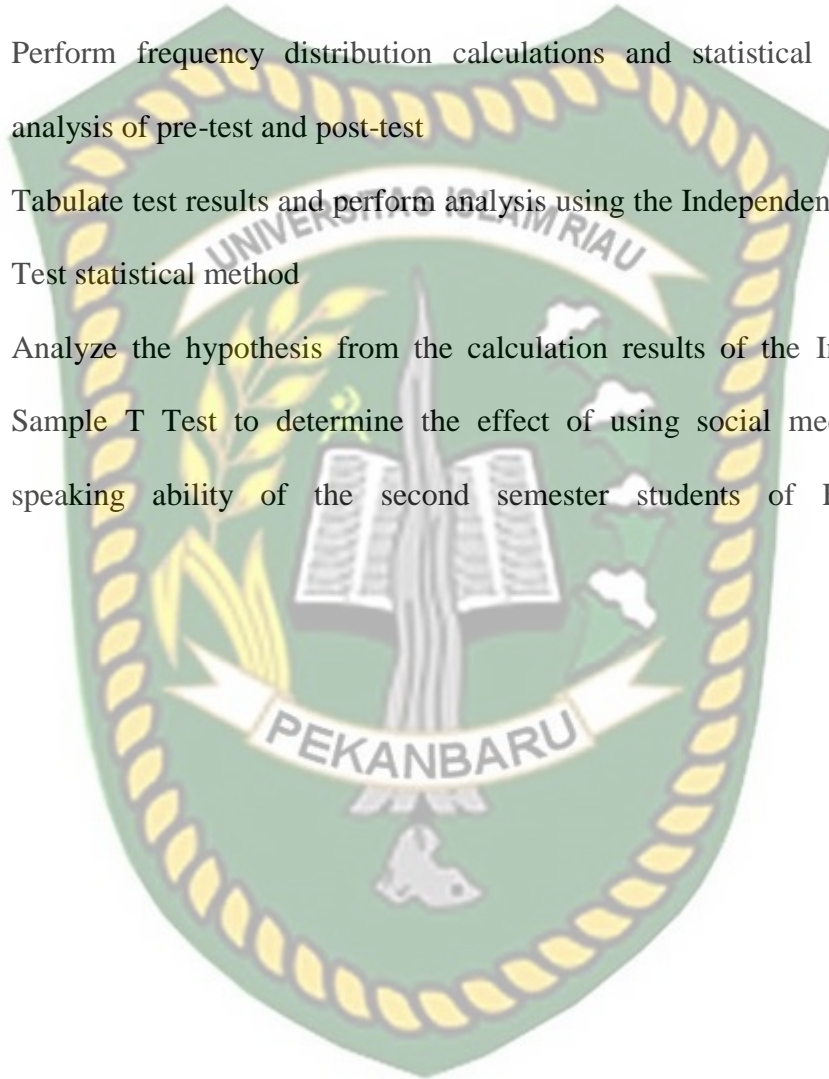 Perform frequency distribution calculations and statistical
analysis of pre-test and post-test
UNIVERSITAS ISLAM RIAU
Tabulate test results and perform analysis using the Independen
Test statistical method
Analyze the hypothesis from the calculation results of the
Sample T Test to determine the effect of using social
speaking ability of the second semester students of
PEKANBARU